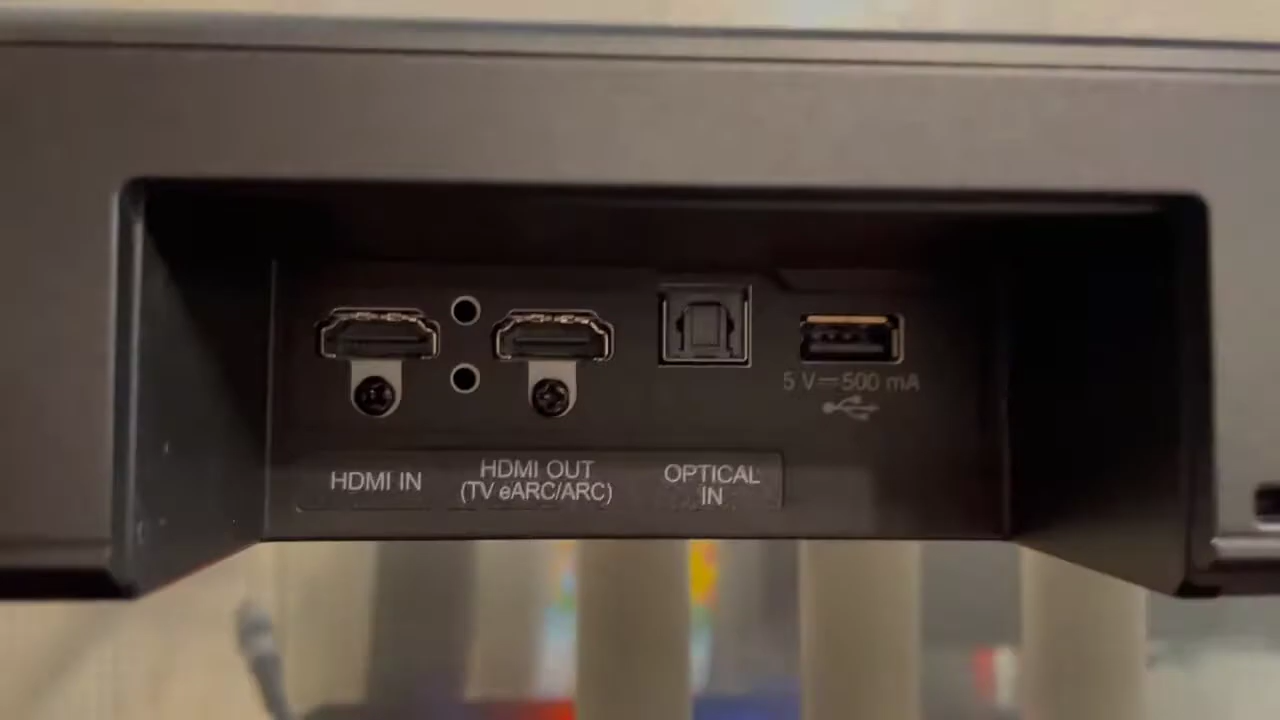 5 V⎓500 mA
HDMI IN
HDMI OUT
(TV eARC/ARC)
OPTICAL
IN